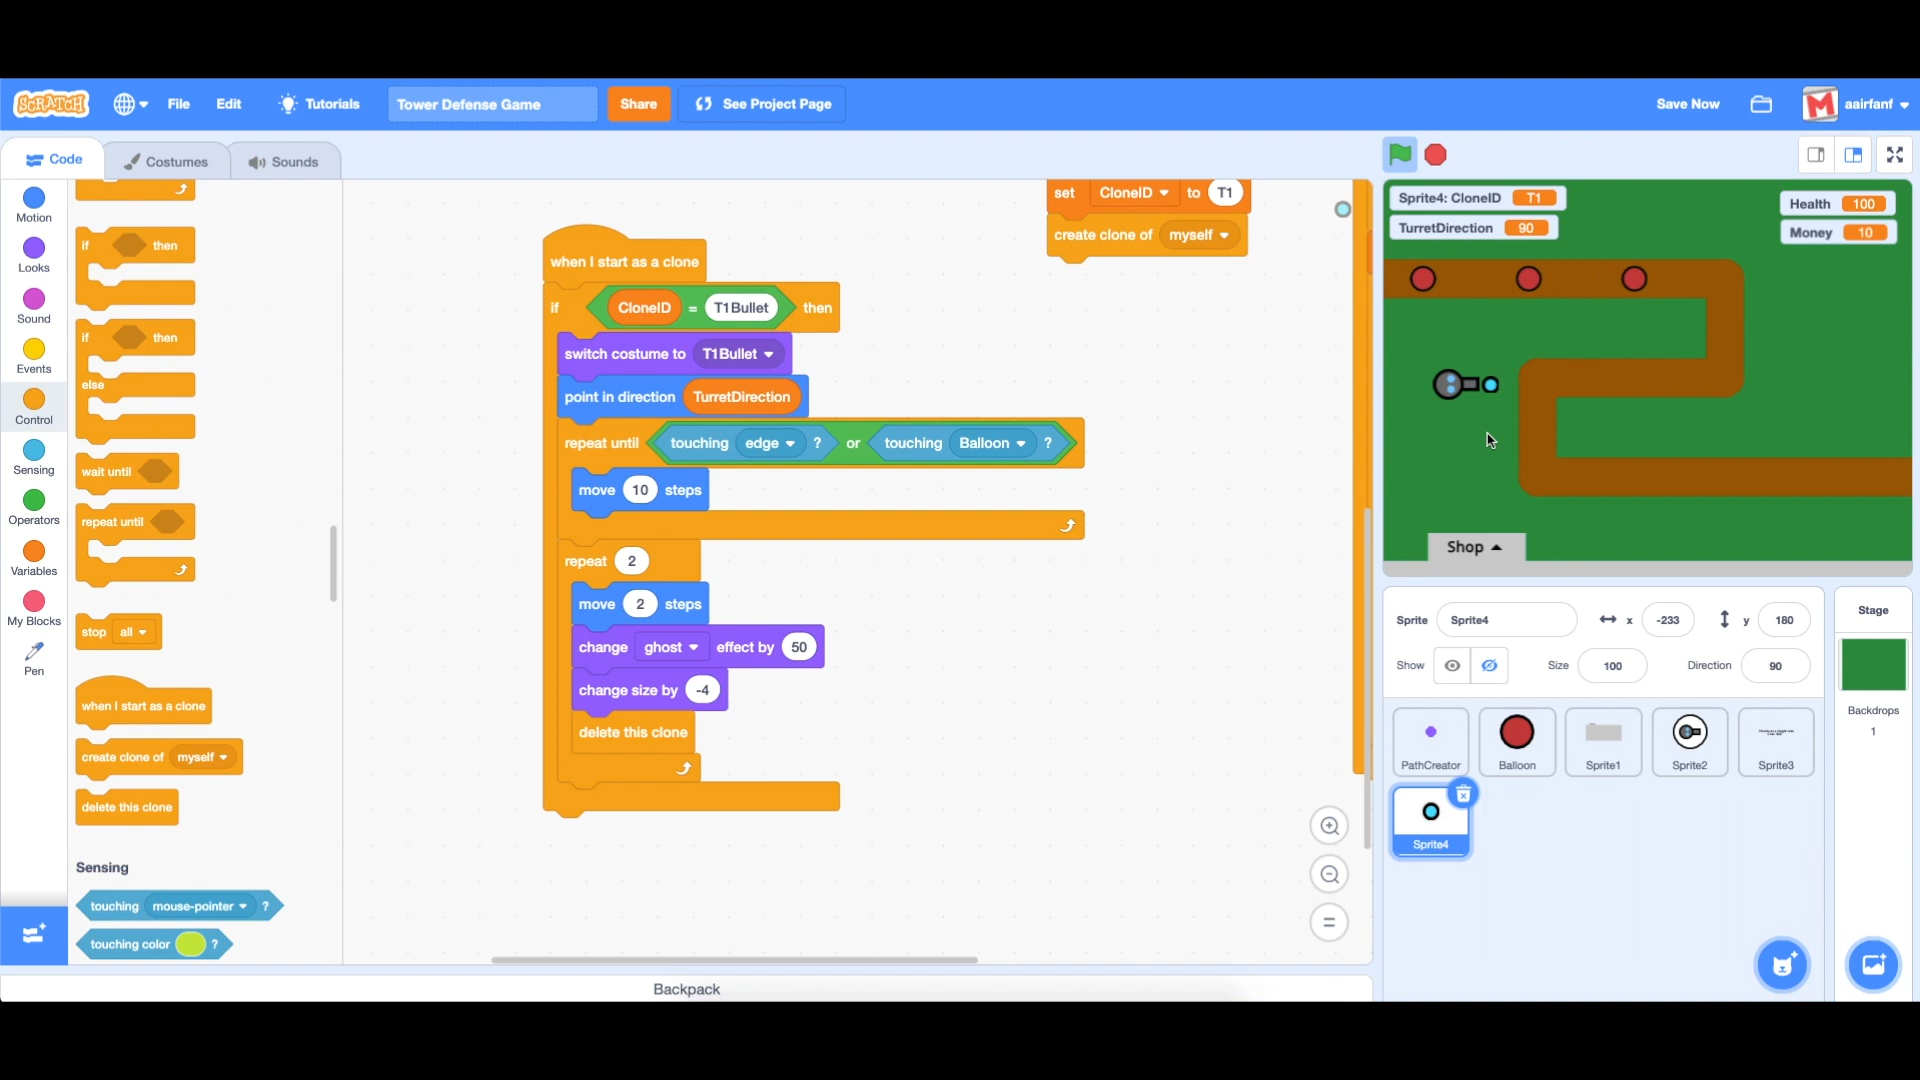 SCRATCH File Edit Tutorials Tower Defense Game Share See Project Page Save Now aairfanf
Code Costumes Sounds
Motion
Looks
Sound
Events
Control
Sensing
Operators
Variables
My Blocks
Pen
if then
if then
else
wait until
repeat until
stop all
when I start as a clone
create clone of myself
delete this clone
Sensing
touching mouse-pointer ?
touching color ?
set CloneID to T1
create clone of myself
when I start as a clone
if CloneID = T1Bullet then
switch costume to T1Bullet
point in direction TurretDirection
repeat until touching edge ? or touching Balloon ?
move 10 steps
repeat 2
move 2 steps
change ghost effect by 50
change size by -4
delete this clone
Backpack
Sprite4: CloneID T1
TurretDirection 90
Health 100
Money 10
Shop
Sprite Sprite4 x -233 y 180
Show Size 100 Direction 90
PathCreator Balloon Sprite1 Sprite2 Sprite3
Sprite4
Stage
Backdrops
1